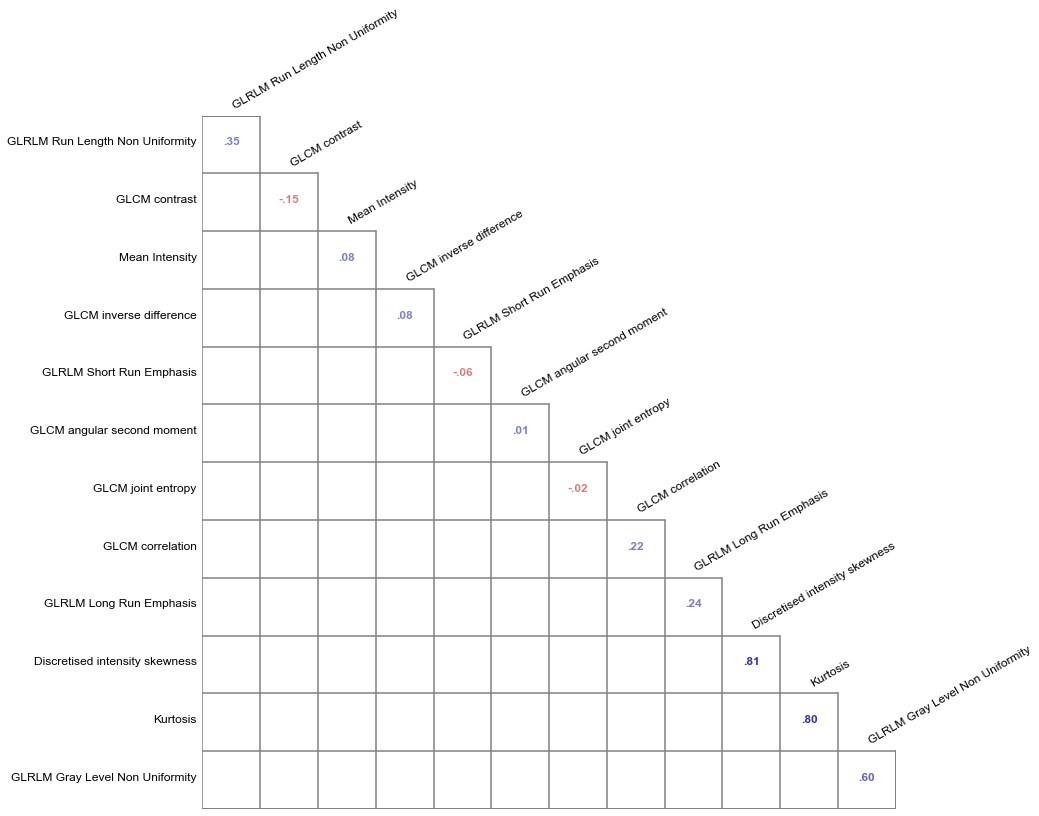 GLRLM Run Length Non Uniformity
GLRLM Run Length Non Uniformity .35 GLCM contrast
GLCM contrast -.15 Mean Intensity
Mean Intensity .08 GLCM inverse difference
GLCM inverse difference .08 GLRLM Short Run Emphasis
GLRLM Short Run Emphasis -.06 GLCM angular second moment
GLCM angular second moment .01 GLCM joint entropy
GLCM joint entropy -.02 GLCM correlation
GLCM correlation .22 GLRLM Long Run Emphasis
GLRLM Long Run Emphasis .24 Discretised intensity skewness
Discretised intensity skewness .81 Kurtosis
Kurtosis .80 GLRLM Gray Level Non Uniformity
GLRLM Gray Level Non Uniformity .60